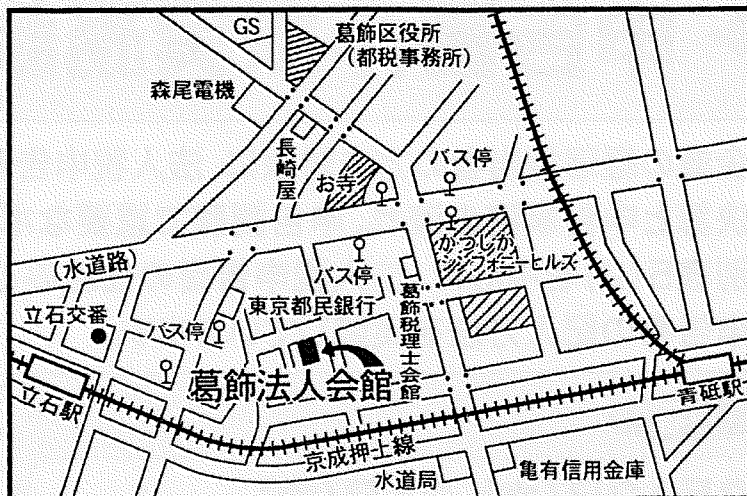 GS
葛飾区役所
（都税事務所）
森尾電機
長崎屋
お寺
バス停
かつしか
シンフォニーヒルズ
（水道路）
バス停
東京都民銀行
葛飾税理士会館
立石交番
バス停
葛飾法人会館
立石駅
青砥駅
京成押上線
水道局
亀有信用金庫